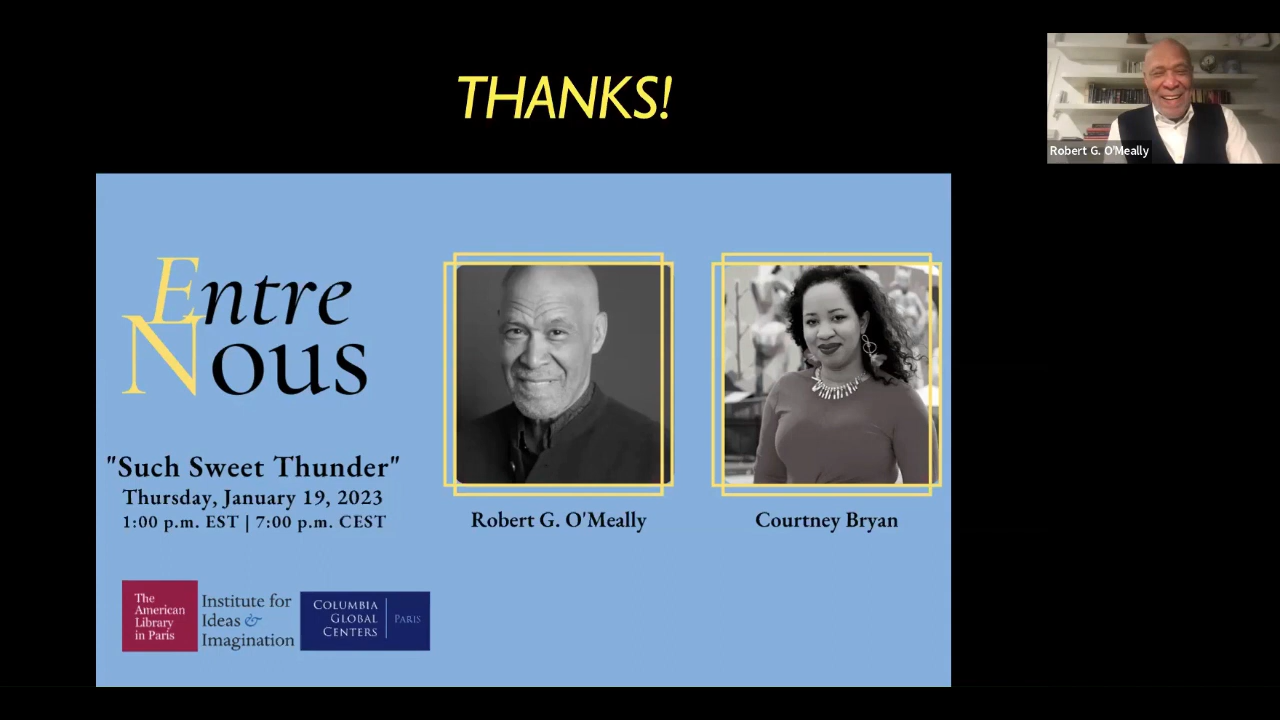 THANKS!
Robert G. O'Meally
Entre
Nous
"Such Sweet Thunder"
Thursday, January 19, 2023
1:00 p.m. EST | 7:00 p.m. CEST
Robert G. O'Meally
Courtney Bryan
The
American
Library
in Paris
Institute for
Ideas &
Imagination
COLUMBIA
GLOBAL
CENTERS
PARIS